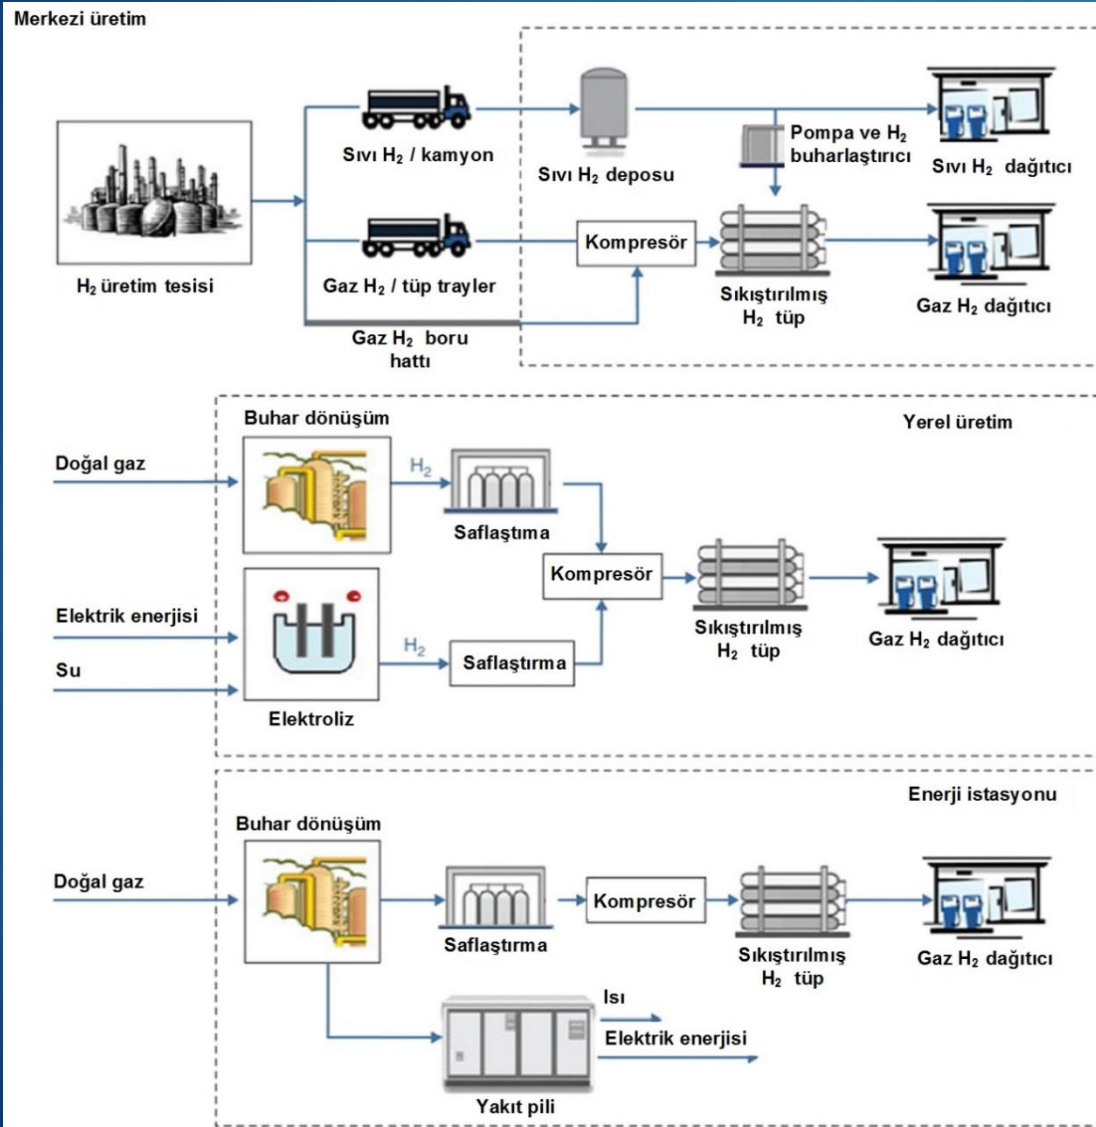 Merkezi üretim
Sıvı H₂ / kamyon
Sıvı H₂ deposu
Pompa ve H₂
buharlaştırıcı
Sıvı H₂ dağıtıcı
H₂ üretim tesisi
Gaz H₂ / tüp trayler
Kompresör
Sıkıştırılmış
H₂ tüp
Gaz H₂ dağıtıcı
Gaz H₂ boru
hattı
Yerel üretim
Buhar dönüşüm
Doğal gaz
H₂
Saflaştıma
Kompresör
Sıkıştırılmış
H₂ tüp
Gaz H₂ dağıtıcı
Elektrik enerjisi
Su
H₂
Saflaştırma
Elektroliz
Enerji istasyonu
Buhar dönüşüm
Doğal gaz
Saflaştırma
Kompresör
Sıkıştırılmış
H₂ tüp
Gaz H₂ dağıtıcı
Isı
Elektrik enerjisi
Yakıt pili